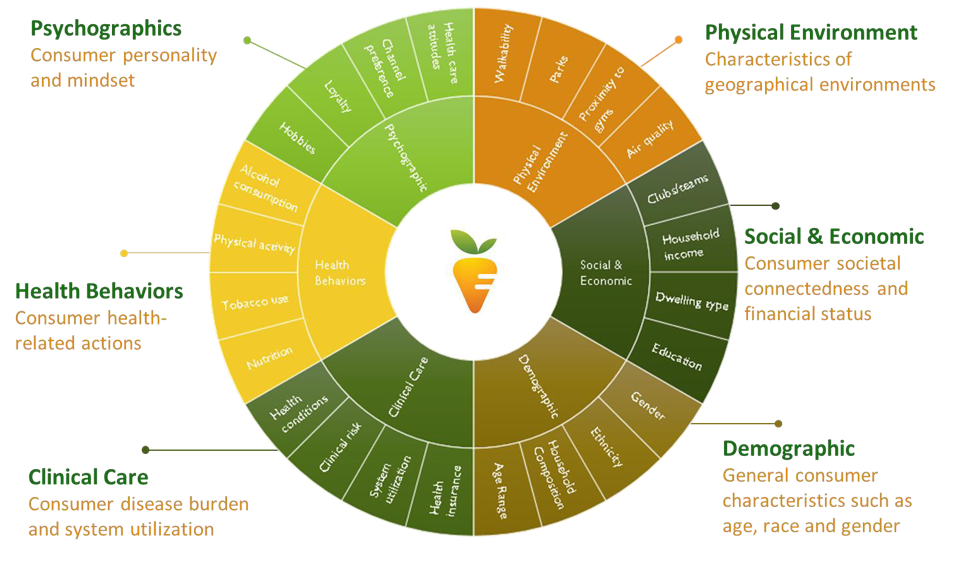 Psychographics
Consumer personality
and mindset
Physical Environment
Characteristics of
geographical environments
Social & Economic
Consumer societal
connectedness and
financial status
Demographic
General consumer
characteristics such as
age, race and gender
Clinical Care
Consumer disease burden
and system utilization
Health Behaviors
Consumer health-
related actions
Psychographic
Hobbies
Loyalty
Channel
preference
Health care
attitudes
Physical
Environment
Walkability
Parks
Proximity to
gyms
Air quality
Social &
Economic
Clubs/teams
Household
income
Dwelling type
Education
Demographic
Gender
Ethnicity
Household
Composition
Age Range
Clinical Care
Health
insurance
System
utilization
Clinical risk
Health
conditions
Health
Behaviors
Nutrition
Tobacco use
Physical activity
Alcohol
consumption